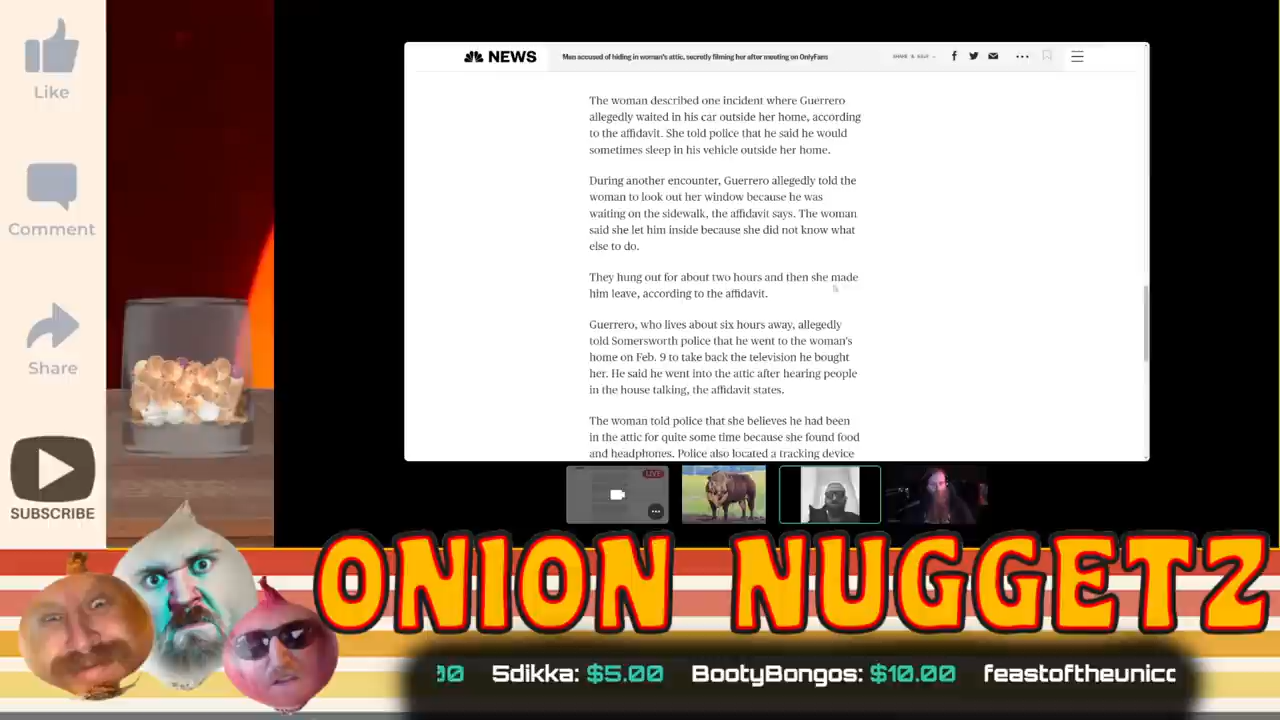 Like
Comment
Share
SUBSCRIBE
NEWS
Man accused of hiding in woman's attic, secretly filming her after meeting on OnlyFans
SHARE & SAVE
The woman described one incident where Guerrero
allegedly waited in his car outside her home, according
to the affidavit. She told police that he said he would
sometimes sleep in his vehicle outside her home.
During another encounter, Guerrero allegedly told the
woman to look out her window because he was
waiting on the sidewalk, the affidavit says. The woman
said she let him inside because she did not know what
else to do.
They hung out for about two hours and then she made
him leave, according to the affidavit.
Guerrero, who lives about six hours away, allegedly
told Somersworth police that he went to the woman's
home on Feb. 9 to take back the television he bought
her. He said he went into the attic after hearing people
in the house talking, the affidavit states.
The woman told police that she believes he had been
in the attic for quite some time because she found food
and headphones. Police also located a tracking device
LIVE
ONION NUGGETZ
00 5dikka: $5.00 BootyBongos: $10.00 feastoftheunico